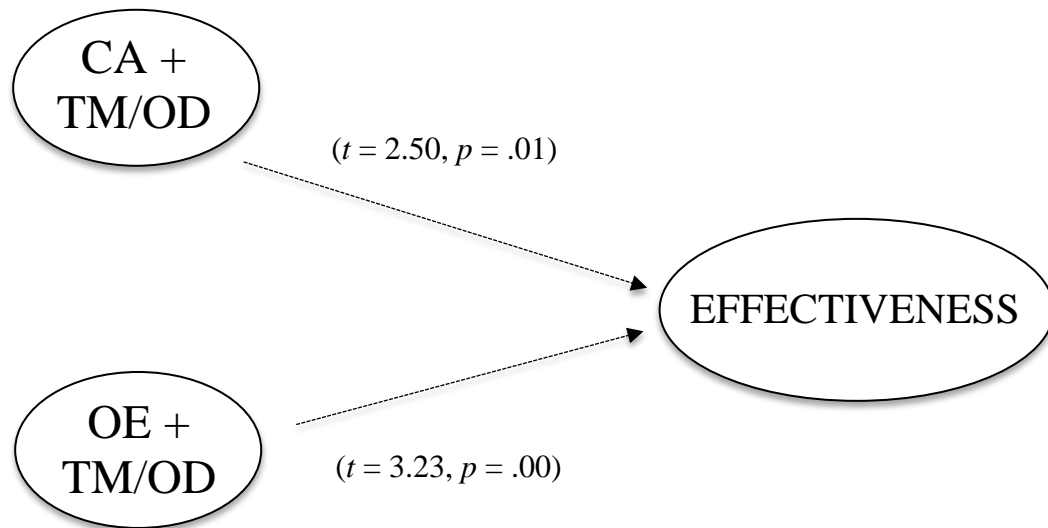 CA +
TM/OD
(t = 2.50, p = .01)
EFFECTIVENESS
OE +
TM/OD
(t = 3.23, p = .00)